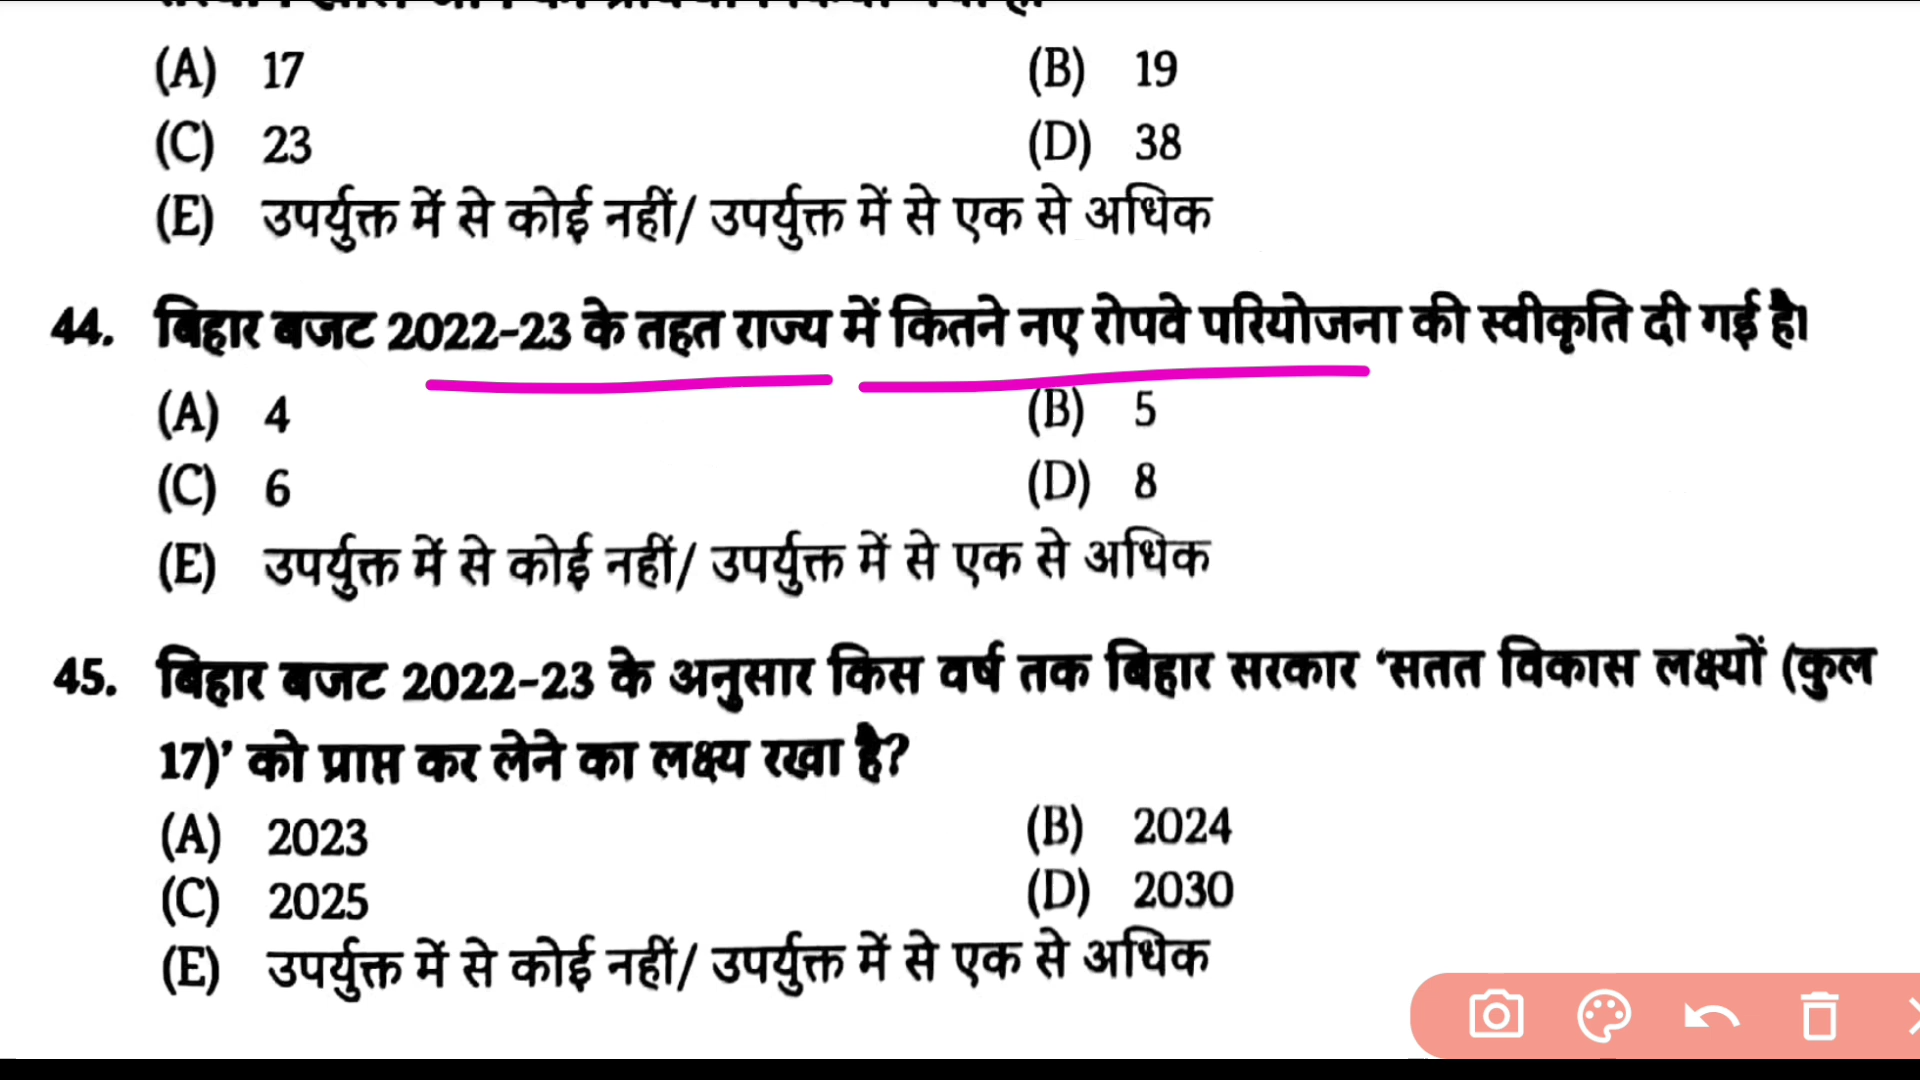 (A) 17 (B) 19
(C) 23 (D) 38
(E) उपर्युक्त में से कोई नहीं/ उपर्युक्त में से एक से अधिक
44. बिहार बजट 2022-23 के तहत राज्य में कितने नए रोपवे परियोजना की स्वीकृति दी गई है।
(A) 4 (B) 5
(C) 6 (D) 8
(E) उपर्युक्त में से कोई नहीं/ उपर्युक्त में से एक से अधिक
45. बिहार बजट 2022-23 के अनुसार किस वर्ष तक बिहार सरकार ‘सतत विकास लक्ष्यों (कुल
17)’ को प्राप्त कर लेने का लक्ष्य रखा है?
(A) 2023 (B) 2024
(C) 2025 (D) 2030
(E) उपर्युक्त में से कोई नहीं/ उपर्युक्त में से एक से अधिक